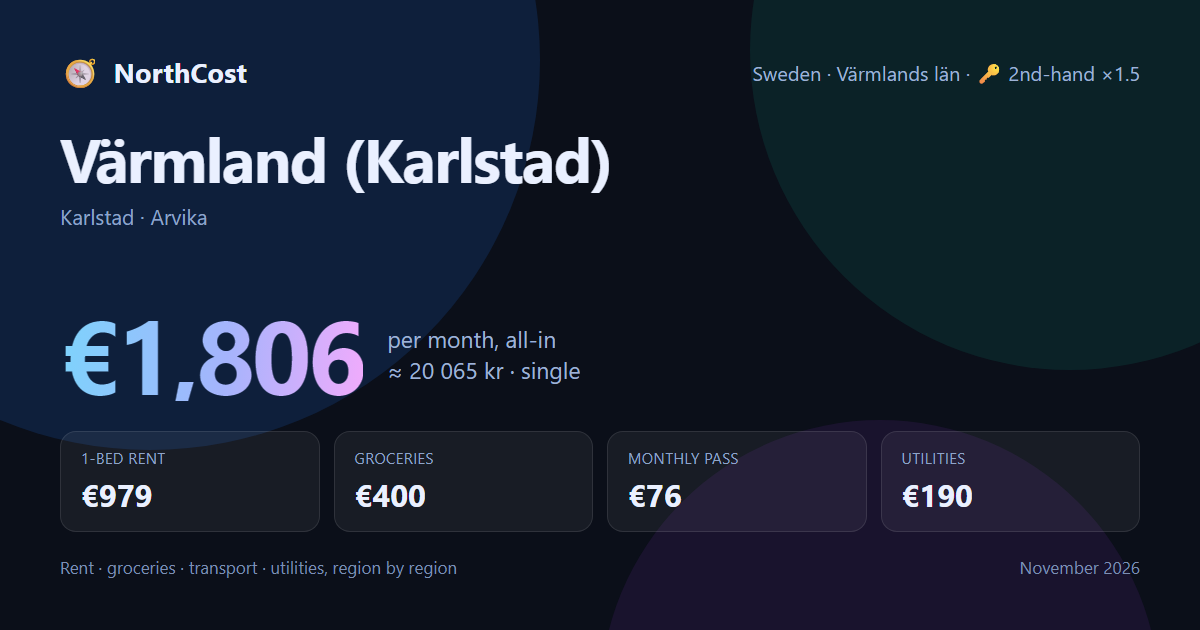 NorthCost
Sweden · Värmlands län · 🔑 2nd-hand ×1.5
Värmland (Karlstad)
Karlstad · Arvika
€1,806
per month, all-in
≈ 20 065 kr · single
1-BED RENT
€979
GROCERIES
€400
MONTHLY PASS
€76
UTILITIES
€190
Rent · groceries · transport · utilities, region by region
November 2026